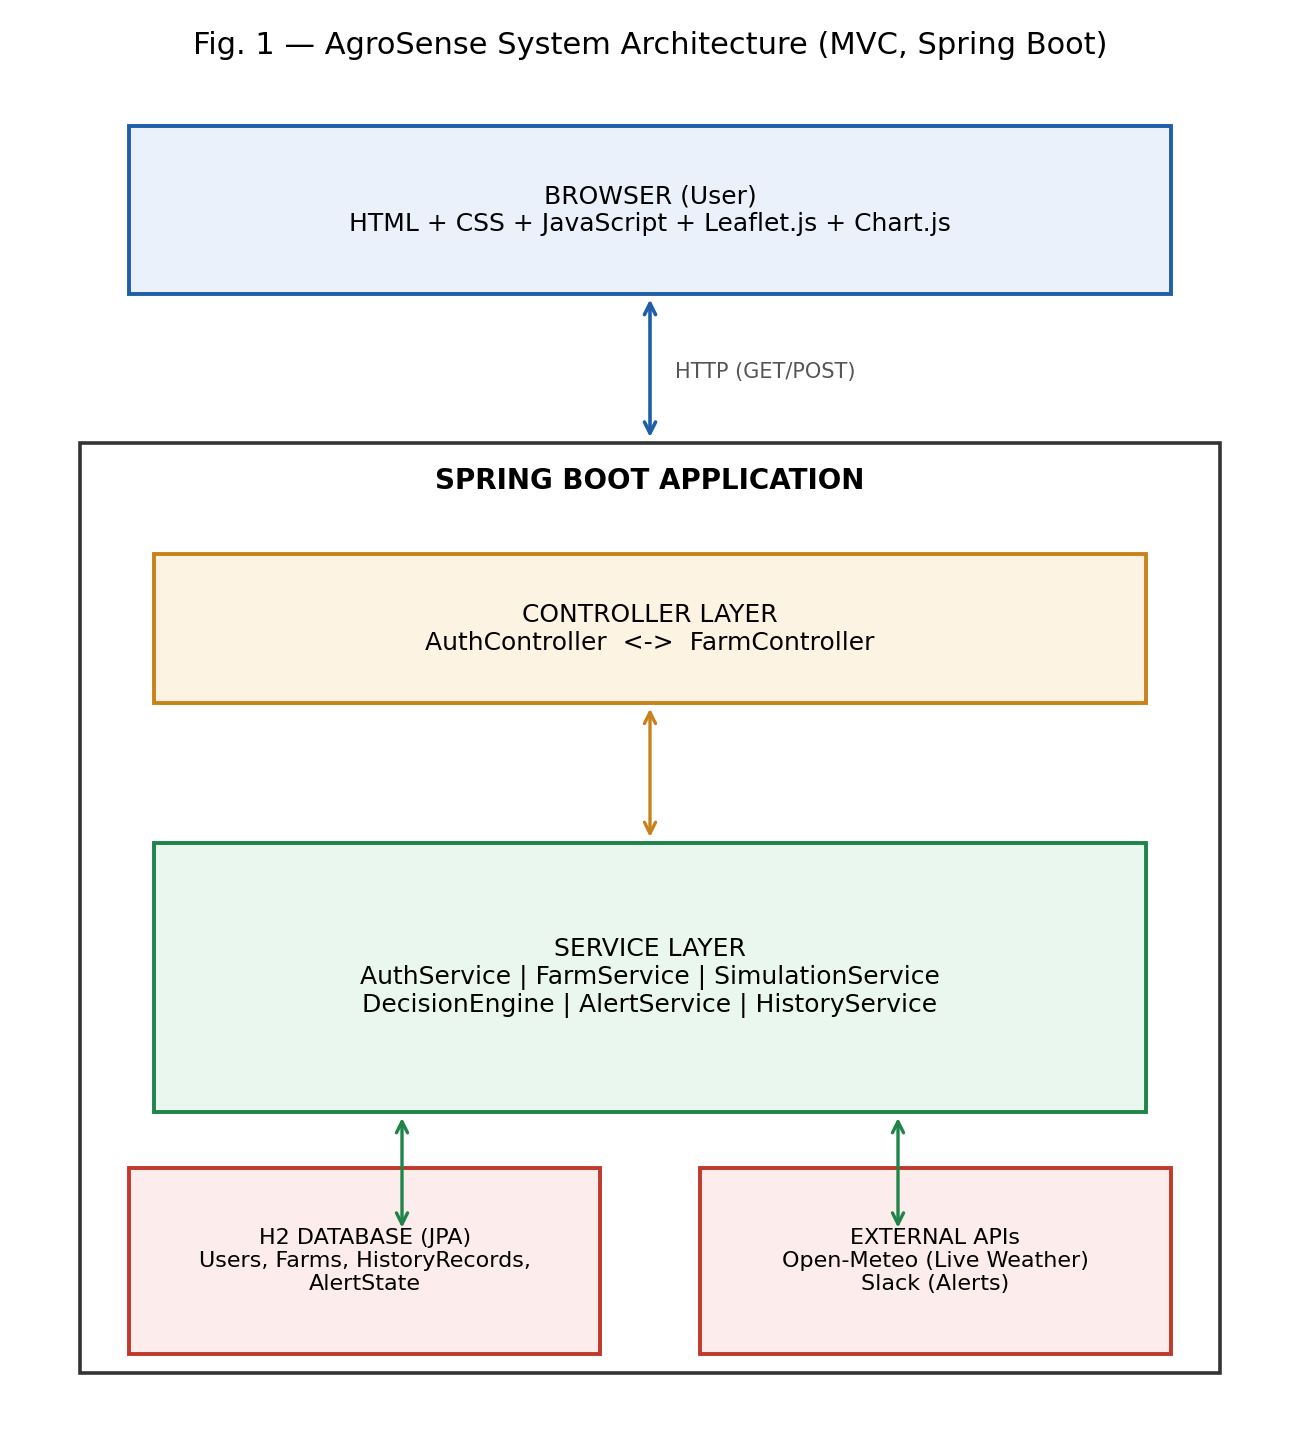 Fig. 1 — AgroSense System Architecture (MVC, Spring Boot)
BROWSER (User)
HTML + CSS + JavaScript + Leaflet.js + Chart.js
HTTP (GET/POST)
SPRING BOOT APPLICATION
CONTROLLER LAYER
AuthController  <->  FarmController
SERVICE LAYER
AuthService | FarmService | SimulationService
DecisionEngine | AlertService | HistoryService
H2 DATABASE (JPA)
Users, Farms, HistoryRecords,
AlertState
EXTERNAL APIs
Open-Meteo (Live Weather)
Slack (Alerts)